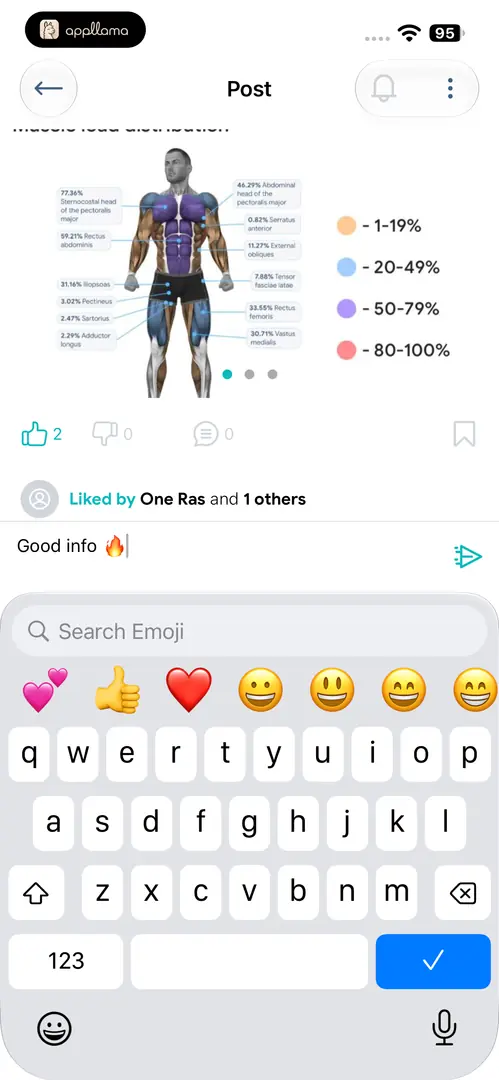 appllama
95
Post
Muscle load distribution
77.36%
Sternocostal head
of the pectoralis
major
46.29% Abdominal
head of the
pectoralis major
0.82% Serratus
anterior
59.21% Rectus
abdominis
11.27% External
obliques
7.88% Tensor
fasciae latae
31.16% Iliopsoas
3.02% Pectineus
2.47% Sartorius
2.29% Adductor
longus
33.55% Rectus
femoris
30.71% Vastus
medialis
- 1-19%
- 20-49%
- 50-79%
- 80-100%
2
0
0
Liked by One Ras and 1 others
Good info 🔥
Search Emoji
q w e r t y u i o p
a s d f g h j k l
z x c v b n m
123